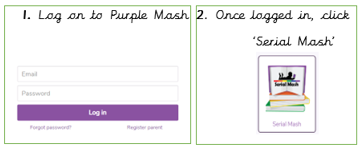 1. Log on to Purple Mash
Email
Password
Log in
Forgot password?
Register parent
2. Once logged in, click
'Serial Mash'
Serial Mash
Serial Mash